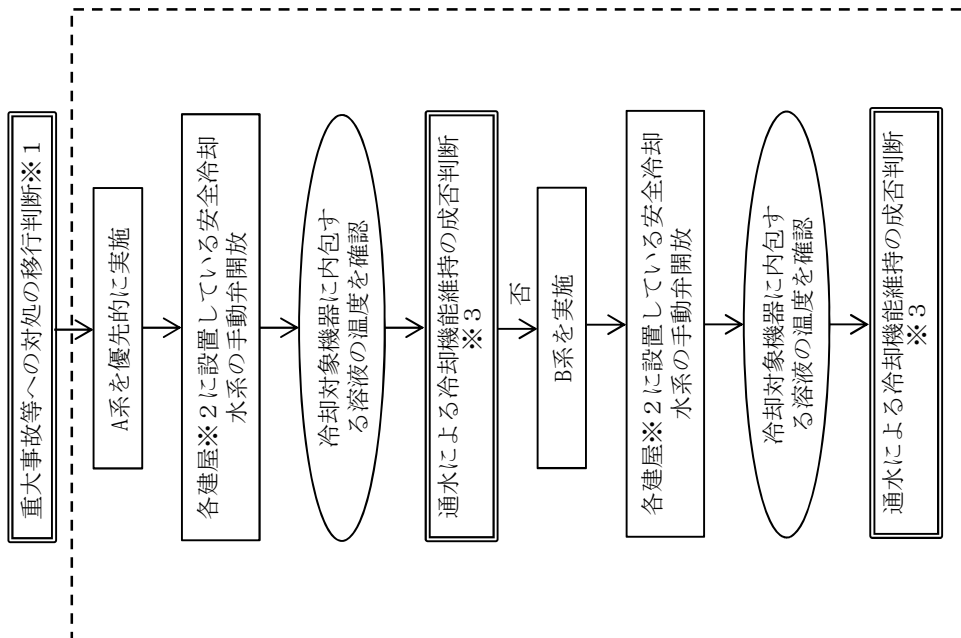 重大事故等への対処の移行判断※１
A系を優先的に実施
各建屋※２に設置している安全冷却
水系の手動弁開放
冷却対象機器に内包す
る溶液の温度を確認
通水による冷却機能維持の成否判断
※３
否
B系を実施
各建屋※２に設置している安全冷却
水系の手動弁開放
冷却対象機器に内包す
る溶液の温度を確認
通水による冷却機能維持の成否判断
※３